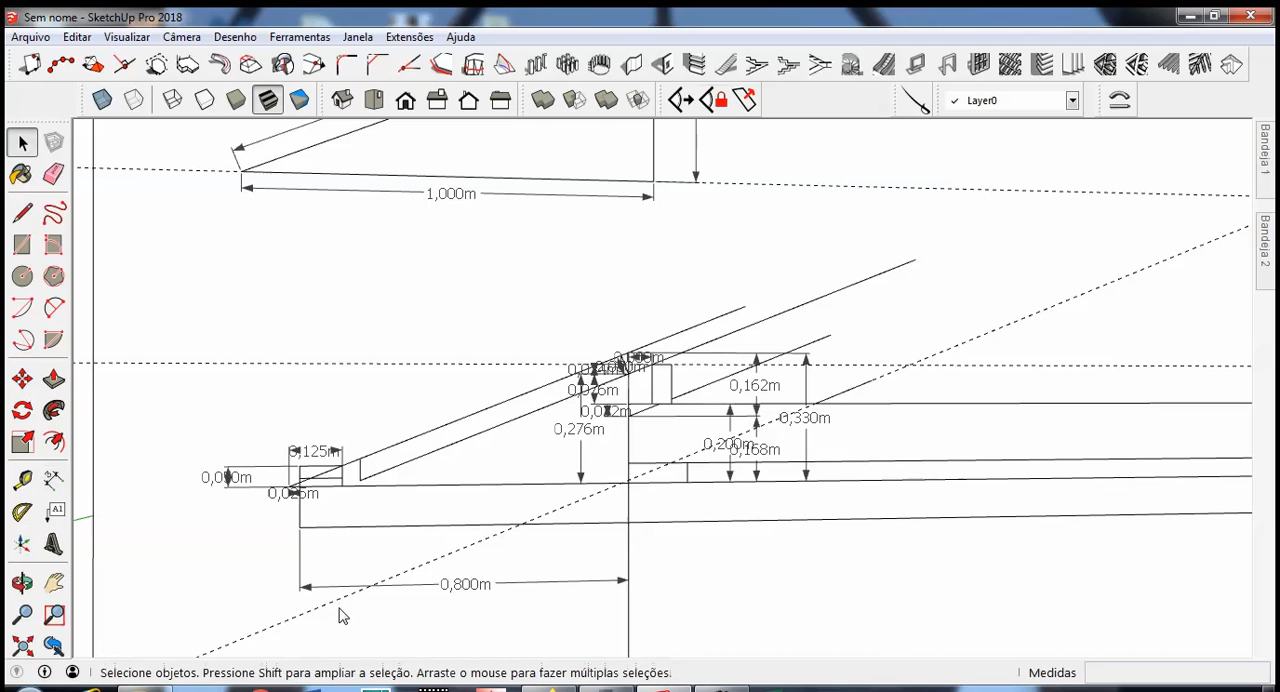 Sem nome - SketchUp Pro 2018
Arquivo Editar Visualizar Câmera Desenho Ferramentas Janela Extensões Ajuda
Layer0
Bandeja 1
Bandeja 2
A1
1,000m
0,162m
0,330m
0,276m
0,200m
0,168m
0,125m
0,800m
Selecione objetos. Pressione Shift para ampliar a seleção. Arraste o mouse para fazer múltiplas seleções.
Medidas